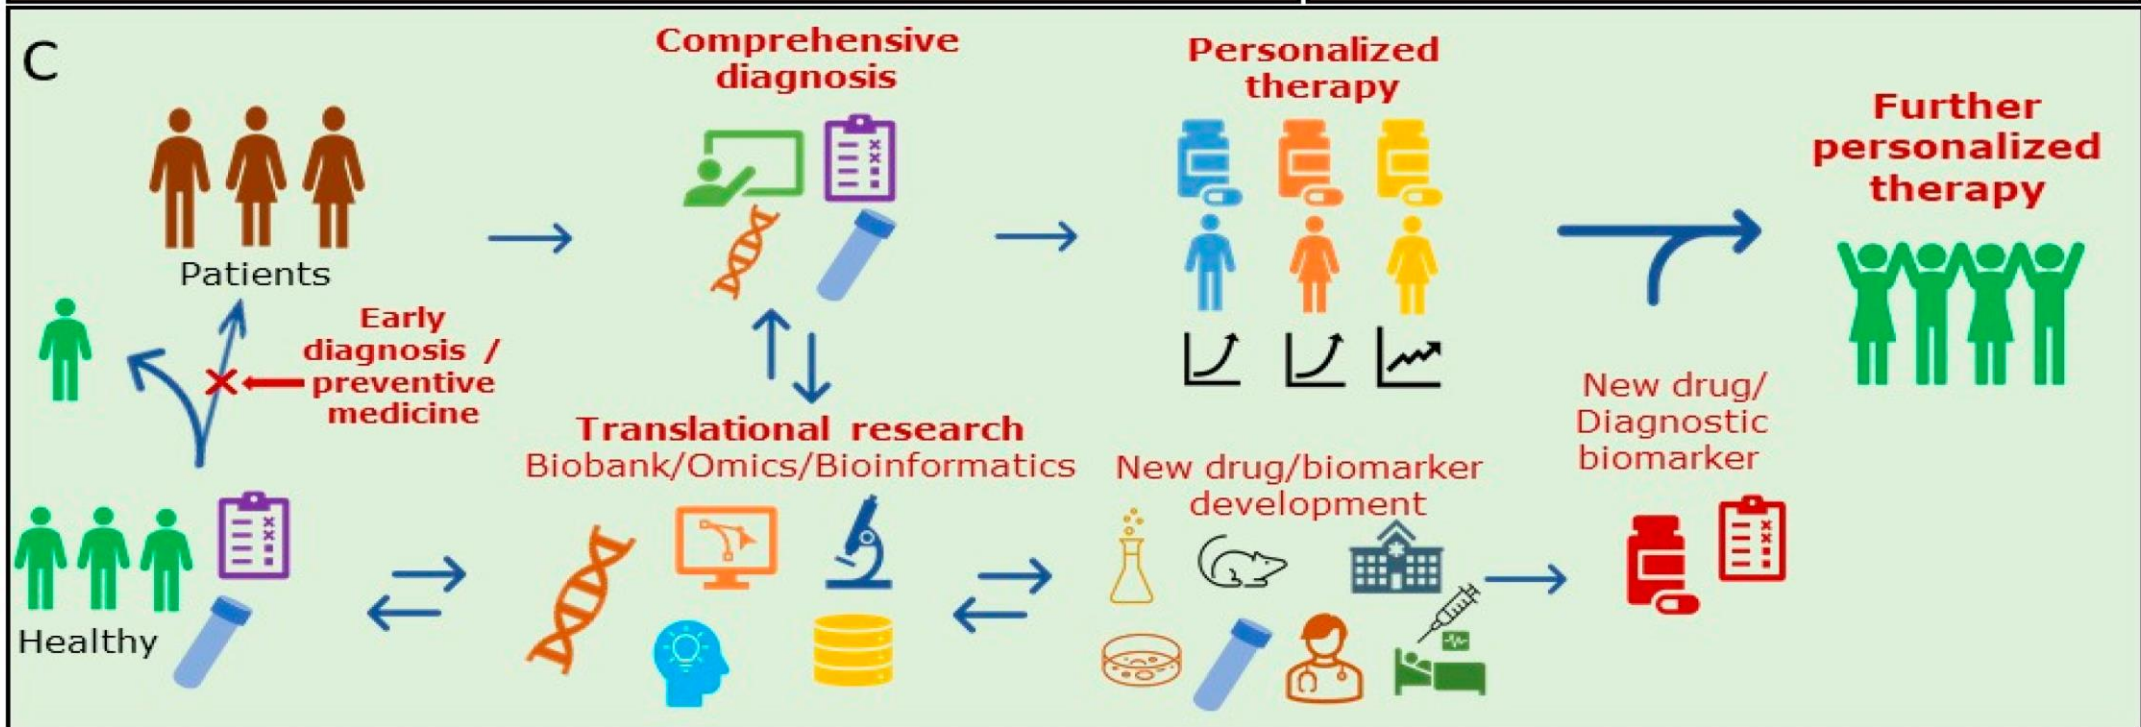 C
Comprehensive
diagnosis
Personalized
therapy
Further
personalized
therapy
Patients
Early
diagnosis /
preventive
medicine
Translational research
Biobank/Omics/Bioinformatics
New drug/biomarker
development
New drug/
Diagnostic
biomarker
Healthy